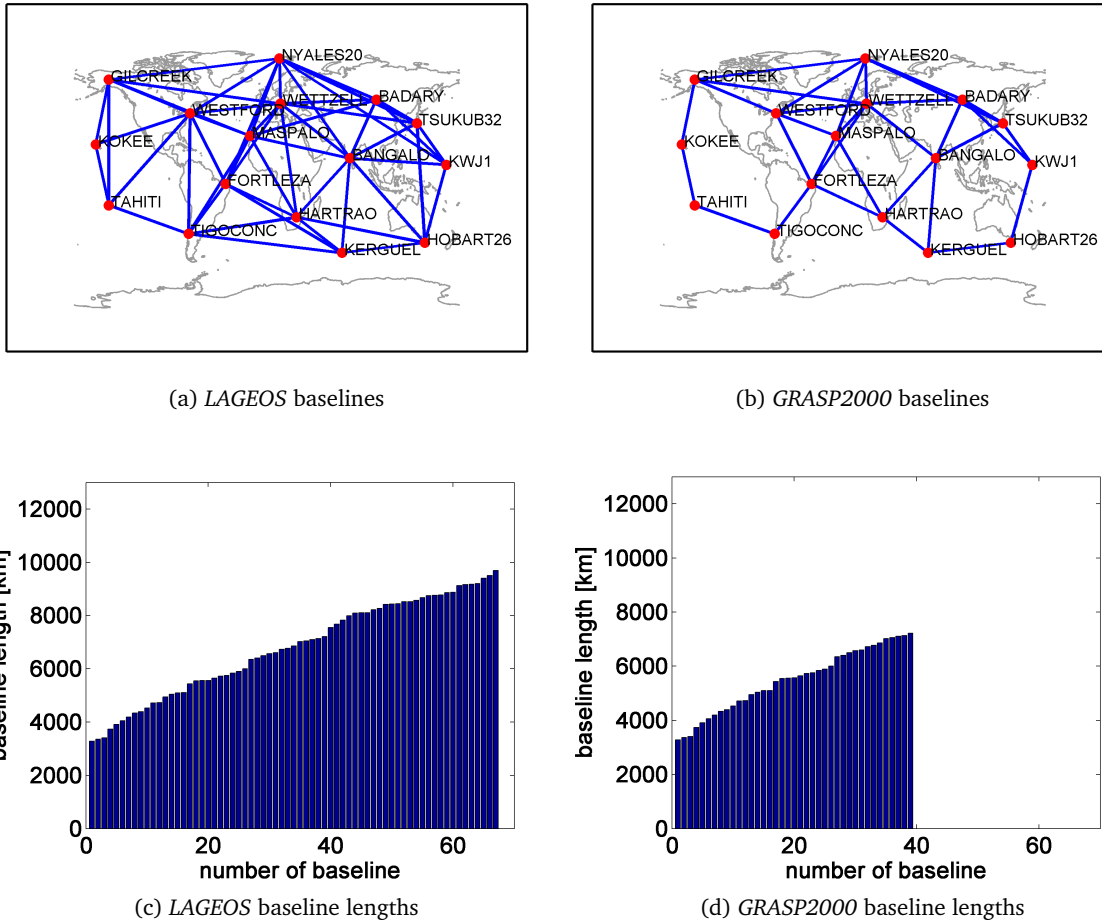 NYALES20
GILCREEK
WETTZELL
BADARY
WESTFORD
TSUKUB32
MASPALO
KOKEE
BANGALO
KWJ1
FORTLEZA
TAHITI
HARTRAO
TIGOCONC
HOBART26
KERGUEL
(a) LAGEOS baselines
NYALES20
GILCREEK
WETTZELL
BADARY
WESTFORD
TSUKUB32
MASPALO
KOKEE
BANGALO
KWJ1
FORTLEZA
TAHITI
HARTRAO
TIGOCONC
HOBART26
KERGUEL
(b) GRASP2000 baselines
baseline length [km]
12000
10000
8000
6000
4000
2000
0
0 20 40 60
number of baseline
(c) LAGEOS baseline lengths
baseline length [km]
12000
10000
8000
6000
4000
2000
0
0 20 40 60
number of baseline
(d) GRASP2000 baseline lengths